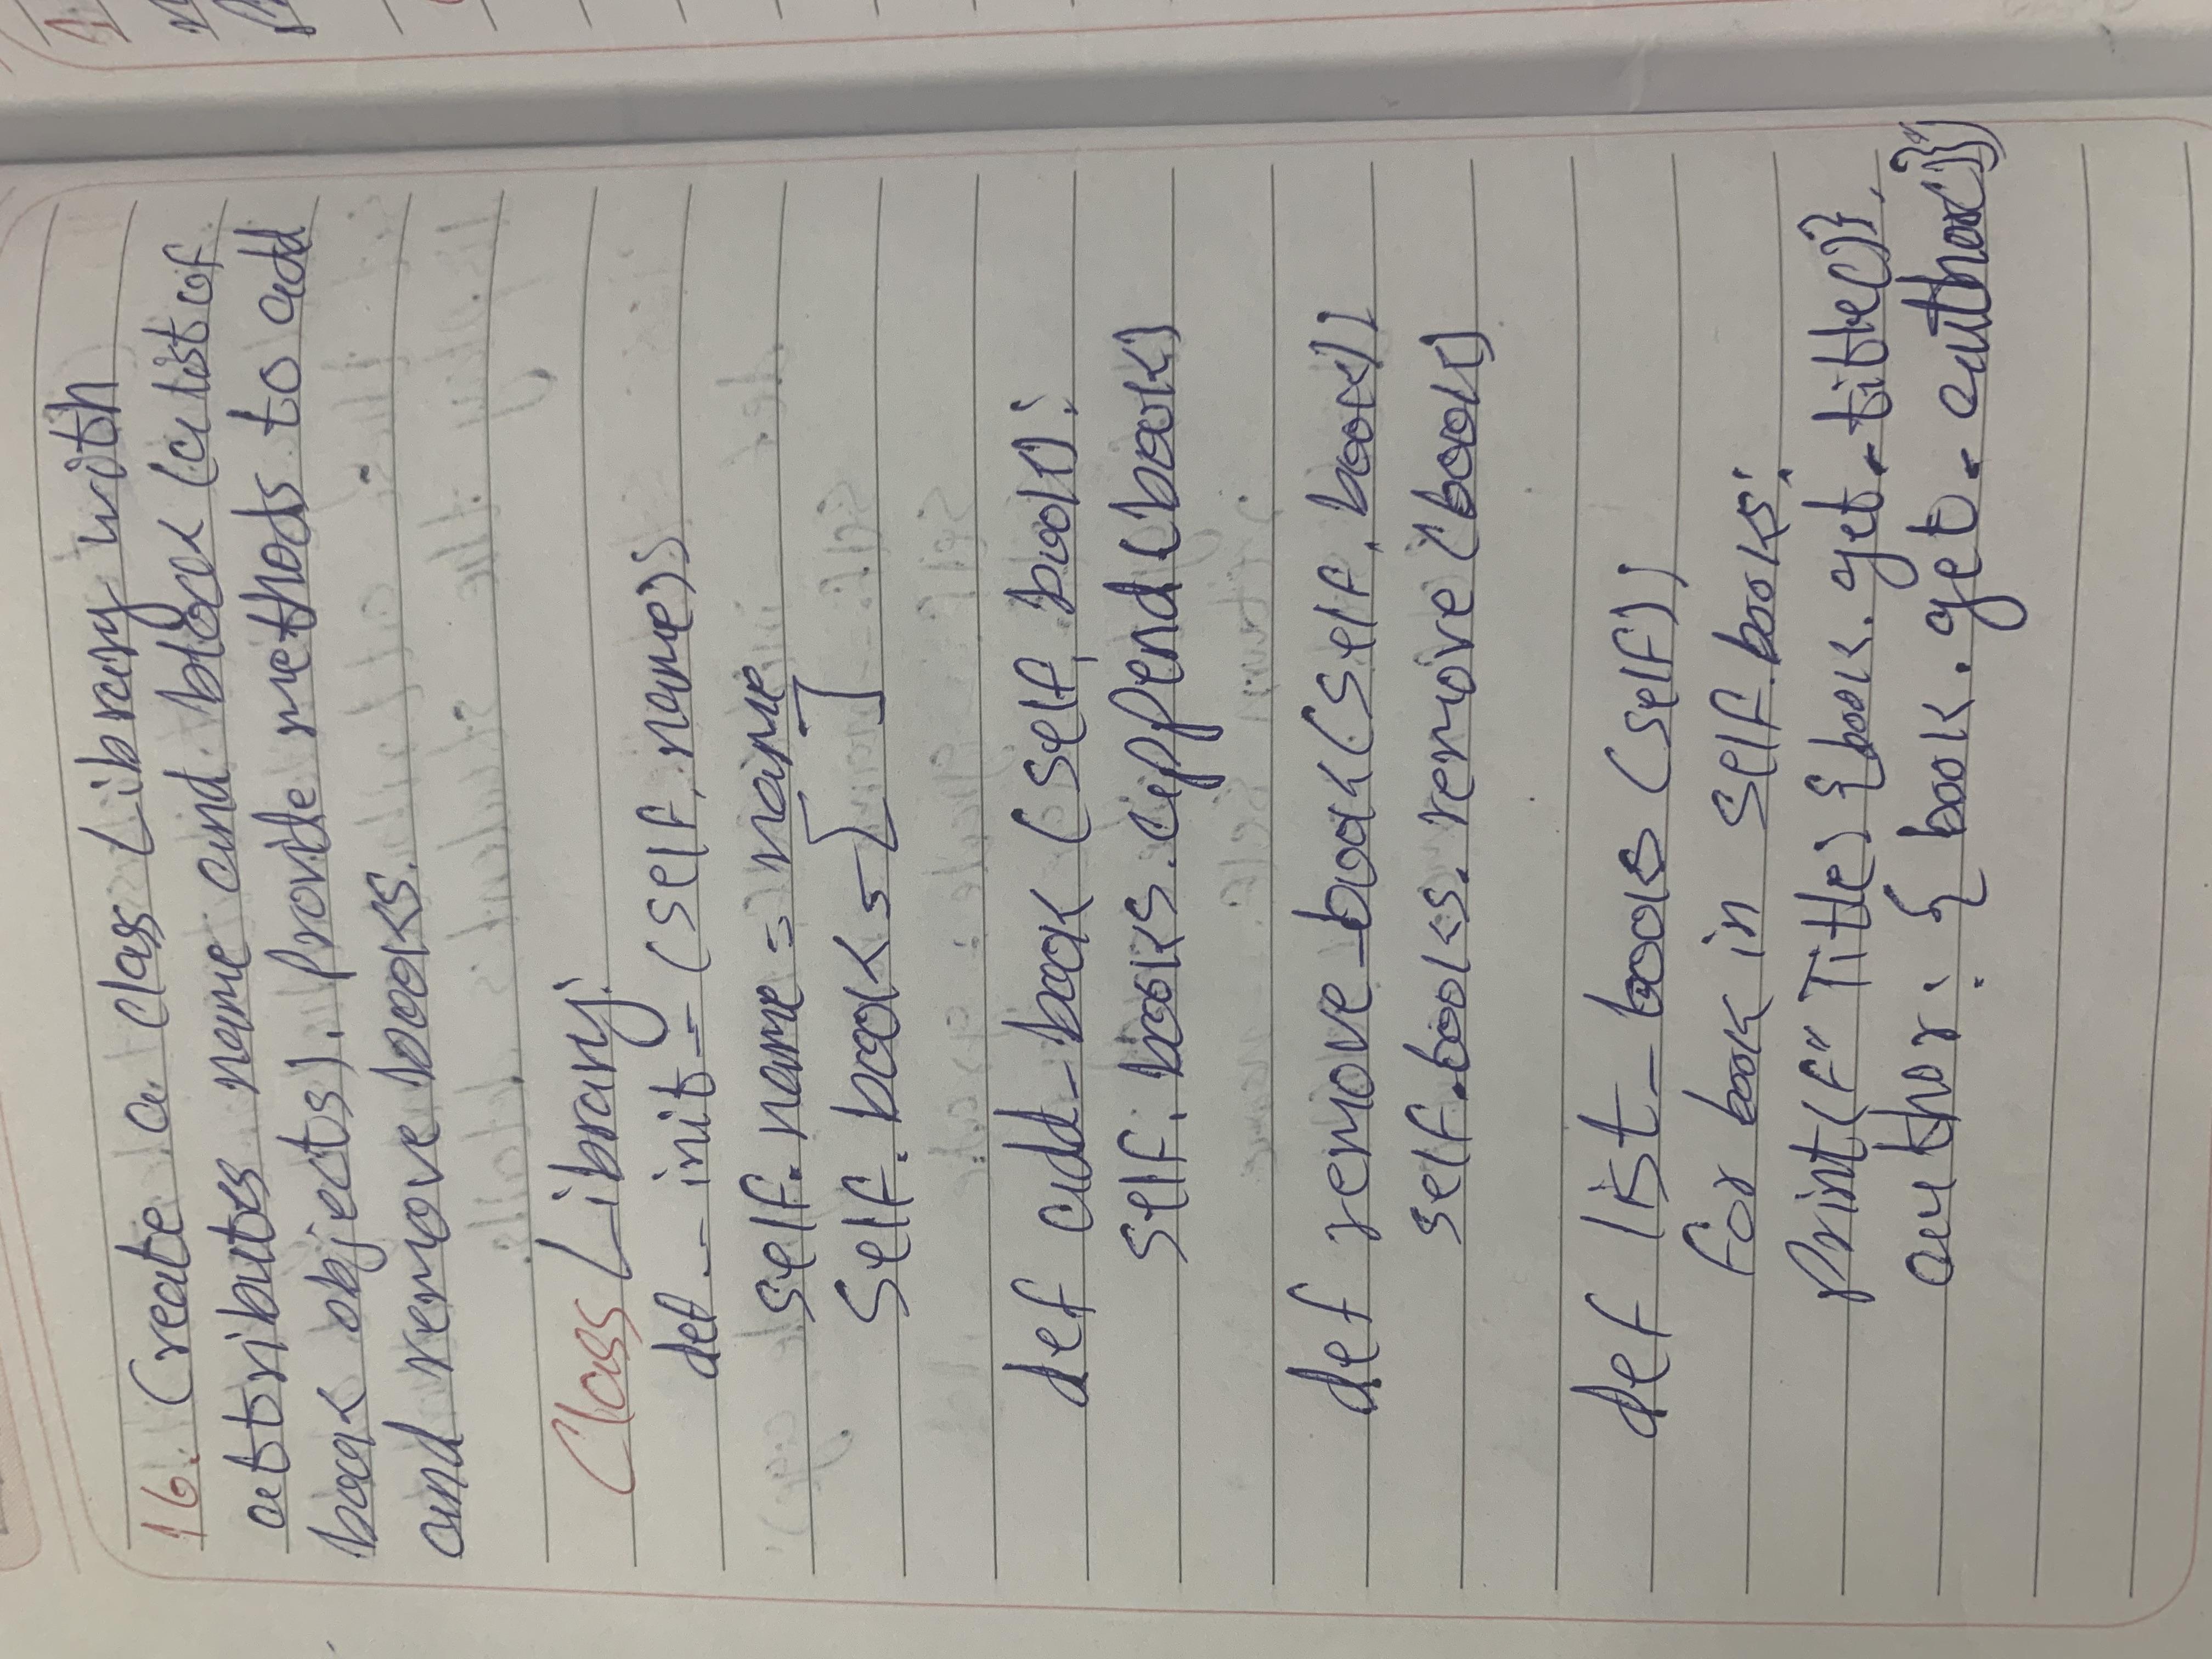 16. Create a class Library with
attributes name and block (a list of
book objects). Provide methods to add
and remove books.
Class Library:
def __init__(self, name):
self.name = name
Self.book = [ ]
def add_book (self, book):
self.books.append(book)
def remove_book(self, book):
self.books.remove(book)
def list_books (self);
for book in self.books:
print(f" Title: {book.get_title()},
author: { book.get_author()}")